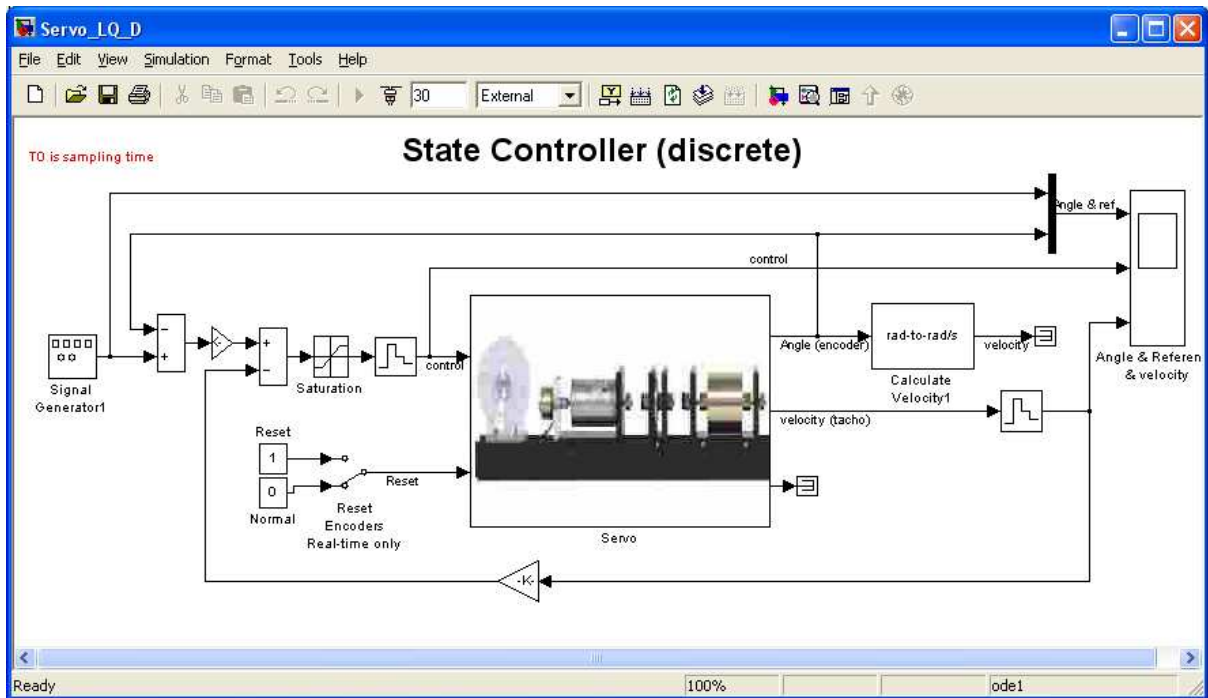 Servo_LQ_D
File Edit View Simulation Format Tools Help
30 External
T0 is sampling time
State Controller (discrete)
Angle & ref
control
Signal
Generator1
Saturation
control
Angle (encoder)
rad-to-rad/s
velocity
Calculate
Velocity1
Angle & Referen
& velocity
velocity (tacho)
Reset
1
0
Normal
Reset
Reset
Encoders
Real-time only
Servo
-K-
Ready 100% ode1